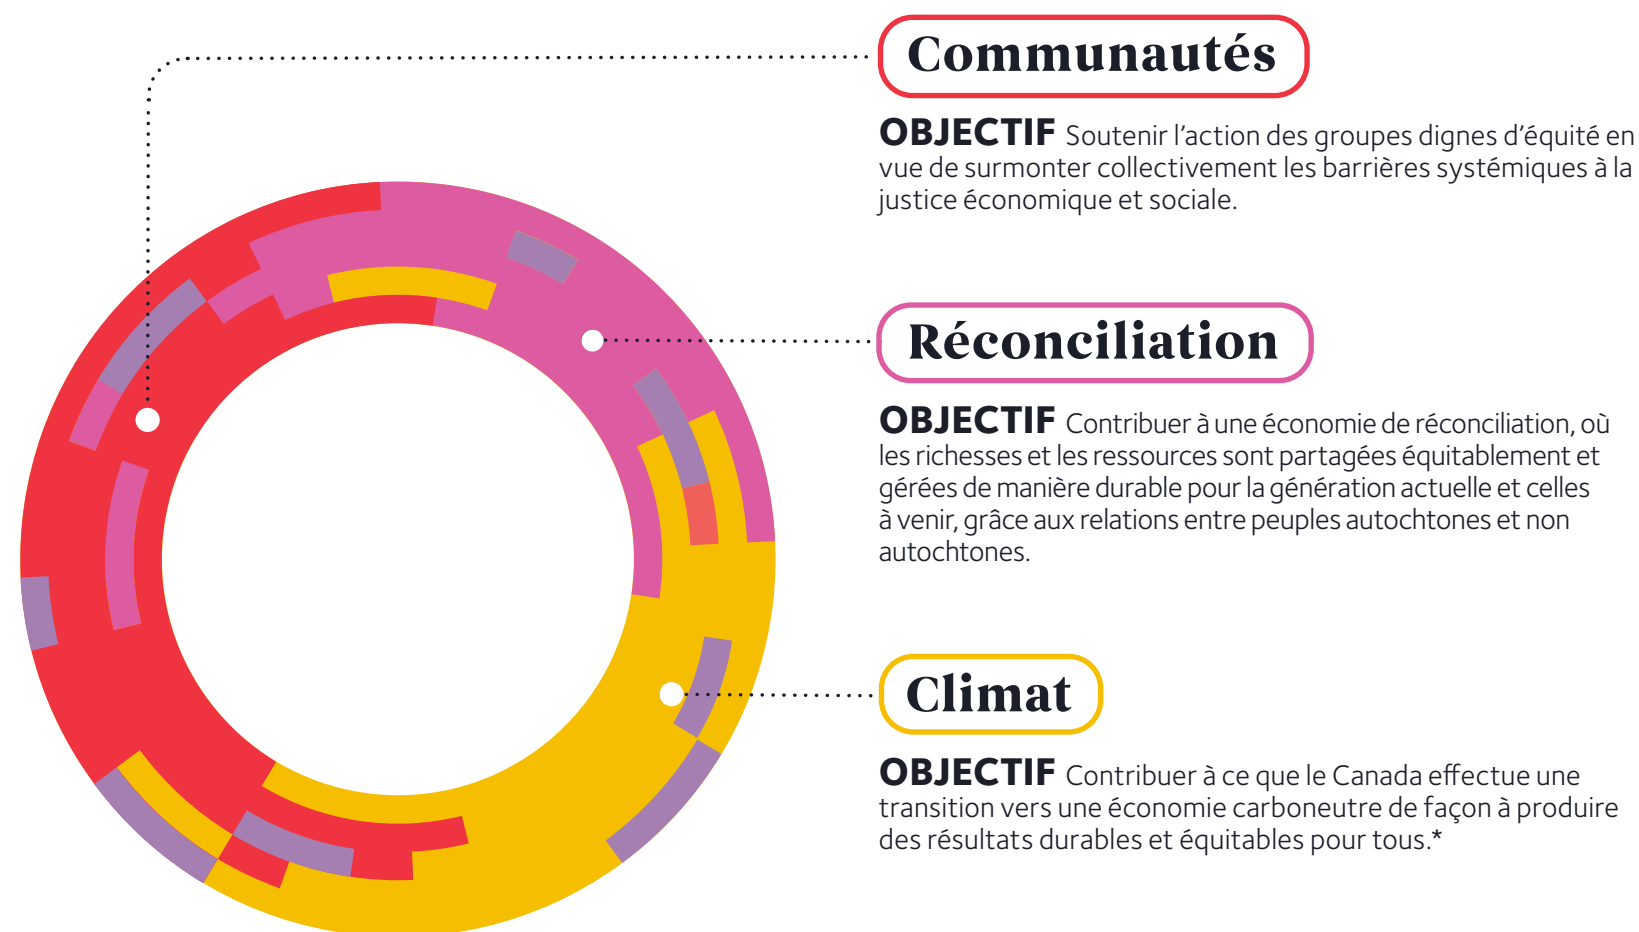 Communautés
OBJECTIF Soutenir l’action des groupes dignes d’équité en
vue de surmonter collectivement les barrières systémiques à la
justice économique et sociale.
Réconciliation
OBJECTIF Contribuer à une économie de réconciliation, où
les richesses et les ressources sont partagées équitablement et
gérées de manière durable pour la génération actuelle et celles
à venir, grâce aux relations entre peuples autochtones et non
autochtones.
Climat
OBJECTIF Contribuer à ce que le Canada effectue une
transition vers une économie carboneutre de façon à produire
des résultats durables et équitables pour tous.*